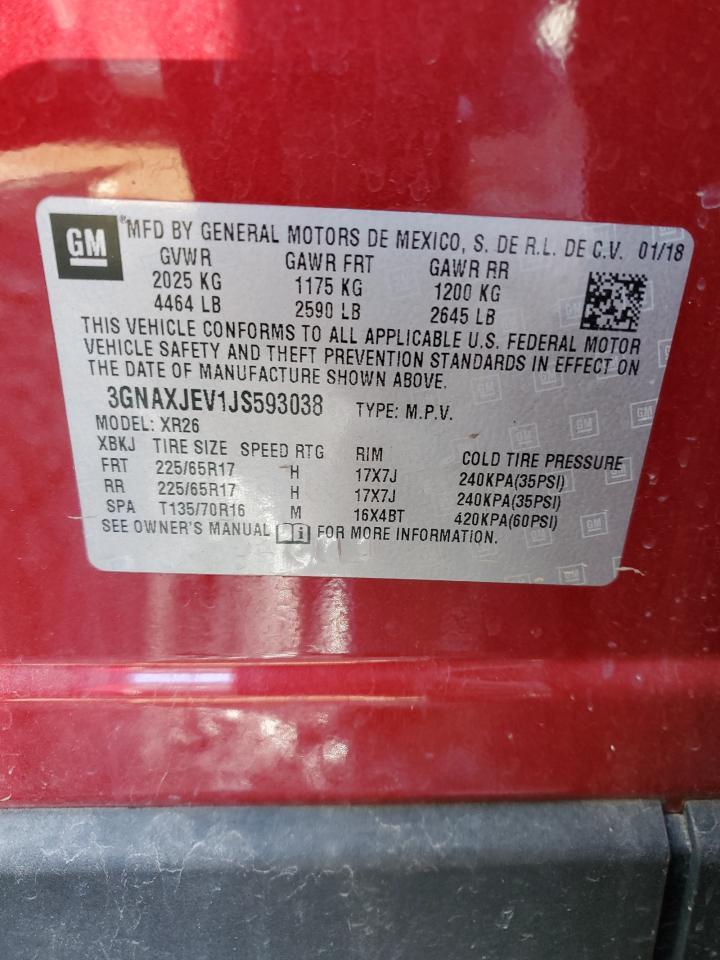 GM ® MFD BY GENERAL MOTORS DE MEXICO, S. DE R.L. DE C.V. 01/18
GVWR GAWR FRT GAWR RR
2025 KG 1175 KG 1200 KG
4464 LB 2590 LB 2645 LB
THIS VEHICLE CONFORMS TO ALL APPLICABLE U.S. FEDERAL MOTOR
VEHICLE SAFETY AND THEFT PREVENTION STANDARDS IN EFFECT ON
THE DATE OF MANUFACTURE SHOWN ABOVE.
3GNAXJEV1JS593038 TYPE: M.P.V.
MODEL: XR26
XBKJ TIRE SIZE SPEED RTG RIM COLD TIRE PRESSURE
FRT 225/65R17 H 17X7J 240KPA(35PSI)
RR 225/65R17 H 17X7J 240KPA(35PSI)
SPA T135/70R16 M 16X4BT 420KPA(60PSI)
SEE OWNER'S MANUAL i FOR MORE INFORMATION.